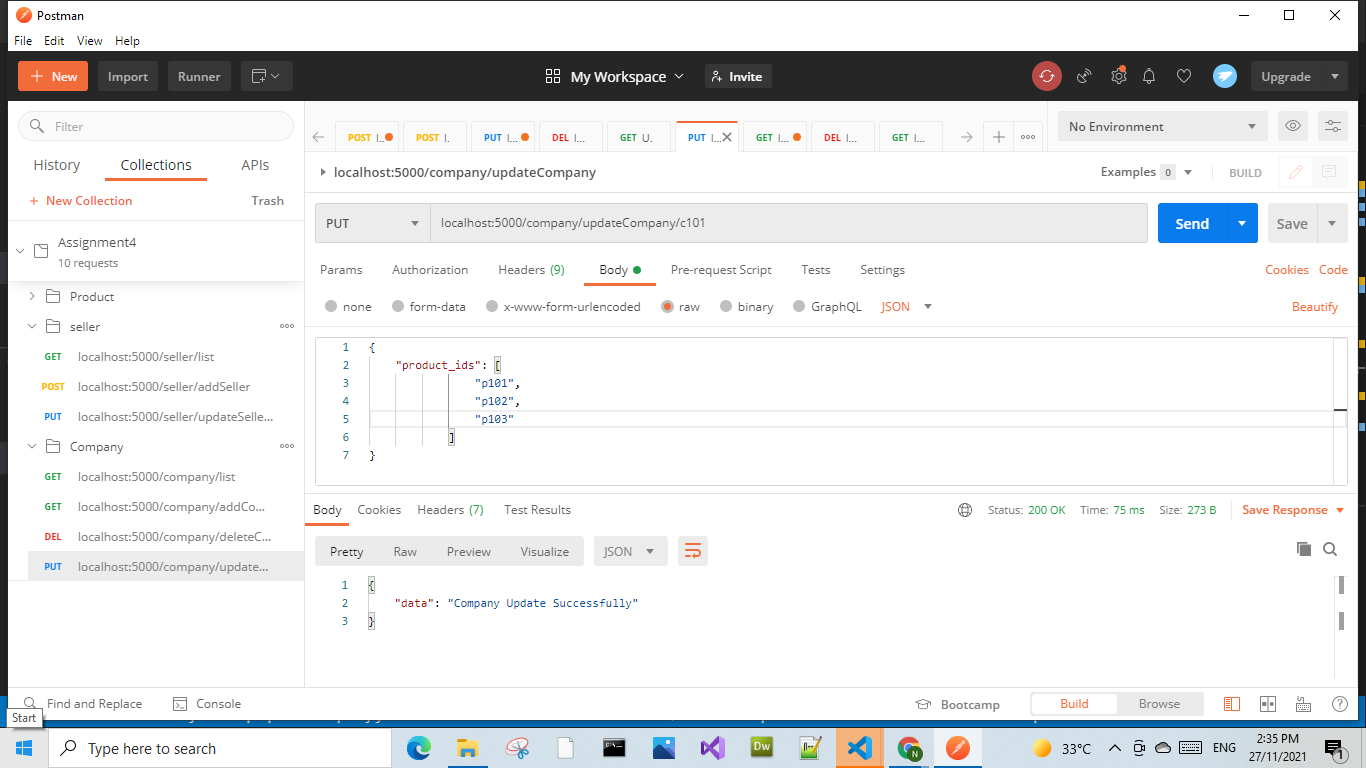 Postman
File Edit View Help
+ New Import Runner My Workspace Invite Upgrade
Filter
POST l.. POST l. PUT l... DEL l... GET U. PUT l... GET l... DEL l... GET l...
No Environment
History Collections APIs
+ New Collection Trash
localhost:5000/company/updateCompany
Examples 0 BUILD
PUT localhost:5000/company/updateCompany/c101 Send Save
Assignment4
10 requests
Params Authorization Headers (9) Body Pre-request Script Tests Settings Cookies Code
none form-data x-www-form-urlencoded raw binary GraphQL JSON Beautify
Product
seller
GET localhost:5000/seller/list
POST localhost:5000/seller/addSeller
PUT localhost:5000/seller/updateSelle...
Company
GET localhost:5000/company/list
GET localhost:5000/company/addCo...
DEL localhost:5000/company/deleteC...
PUT localhost:5000/company/update...
1 {
2 "product_ids": [
3 "p101",
4 "p102",
5 "p103"
6 ]
7 }
Body Cookies Headers (7) Test Results Status: 200 OK Time: 75 ms Size: 273 B Save Response
Pretty Raw Preview Visualize JSON
1 {
2 "data": "Company Update Successfully"
3 }
Find and Replace Console Bootcamp Build Browse
Start
Type here to search
Dw
N
33°C ENG
2:35 PM
27/11/2021
1